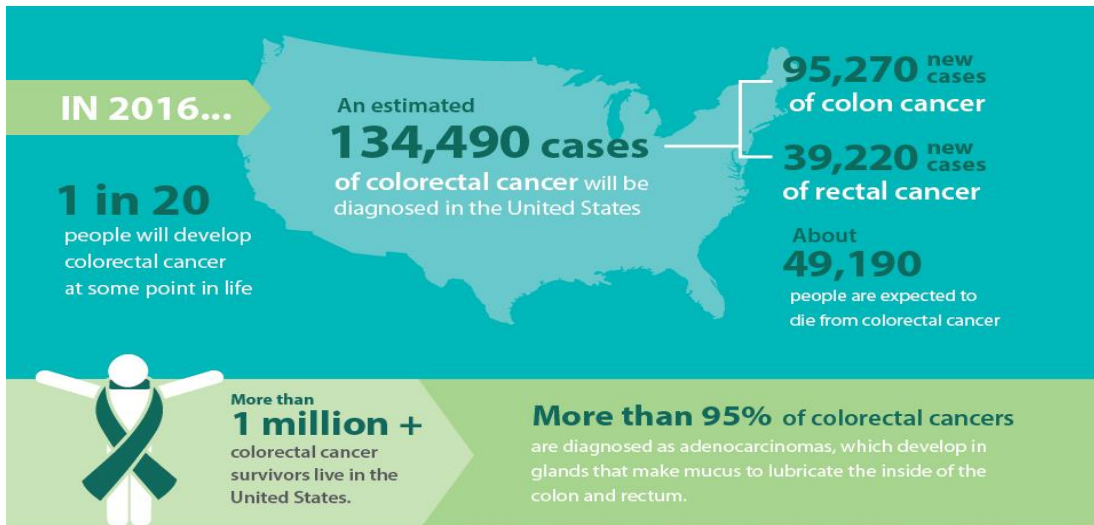 IN 2016...
1 in 20
people will develop
colorectal cancer
at some point in life
An estimated
134,490 cases
of colorectal cancer will be
diagnosed in the United States
95,270 new cases
of colon cancer
39,220 new cases
of rectal cancer
About
49,190
people are expected to
die from colorectal cancer
More than
1 million +
colorectal cancer
survivors live in the
United States.
More than 95% of colorectal cancers
are diagnosed as adenocarcinomas, which develop in
glands that make mucus to lubricate the inside of the
colon and rectum.